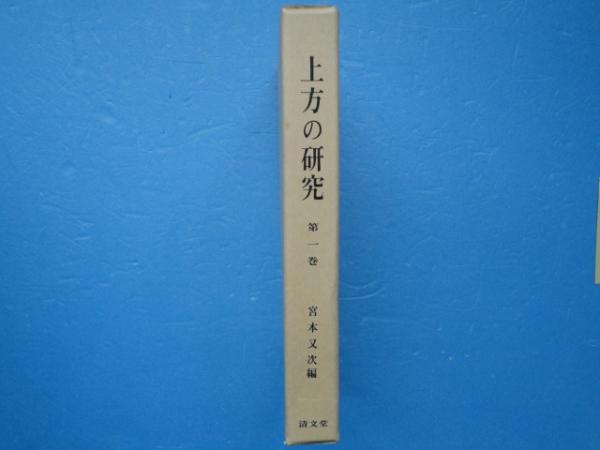 上方の研究
第一巻
宮本又次編
清文堂